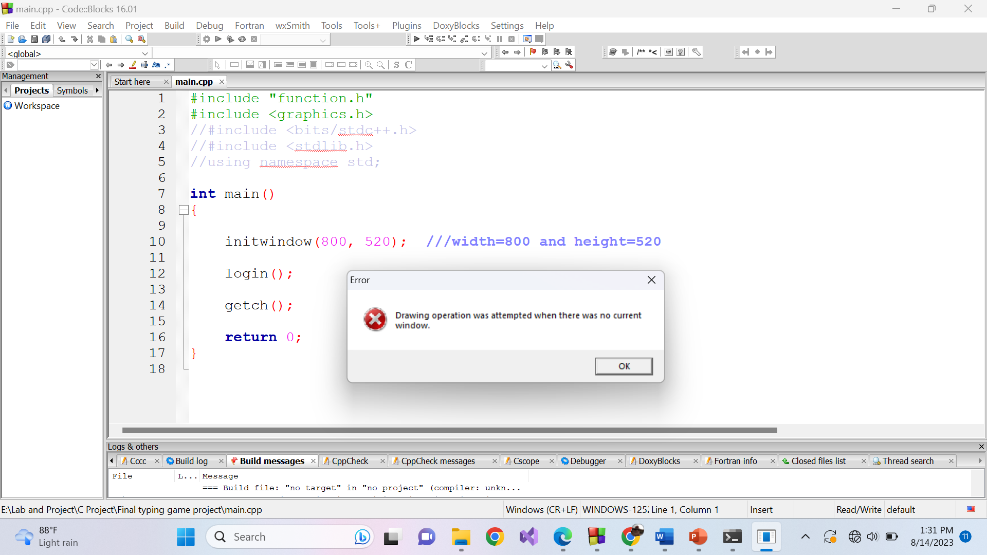 main.cpp - Code::Blocks 16.01
File Edit View Search Project Build Debug Fortran wxSmith Tools Tools+ Plugins DoxyBlocks Settings Help
<global>
Management
Projects Symbols
Workspace
Start here main.cpp
1 #include "function.h"
2 #include <graphics.h>
3 //#include <bits/stdc++.h>
4 //#include <stdlib.h>
5 //using namespace std;
6
7 int main()
8 {
9
10 initwindow(800, 520); ///width=800 and height=520
11
12 login();
13
14 getch();
15
16 return 0;
17 }
18
Error
Drawing operation was attempted when there was no current
window.
OK
Logs & others
Cccc Build log Build messages CppCheck CppCheck messages Cscope Debugger DoxyBlocks Fortran info Closed files list Thread search
File L... Message
=== Build file: "no target" in "no project" (compiler: unkn...
E:\Lab and Project\C Project\Final typing game project\main.cpp Windows (CR+LF) WINDOWS-125 Line 1, Column 1 Insert Read/Write default
88°F
Light rain
Search
1:31 PM
8/14/2023
11